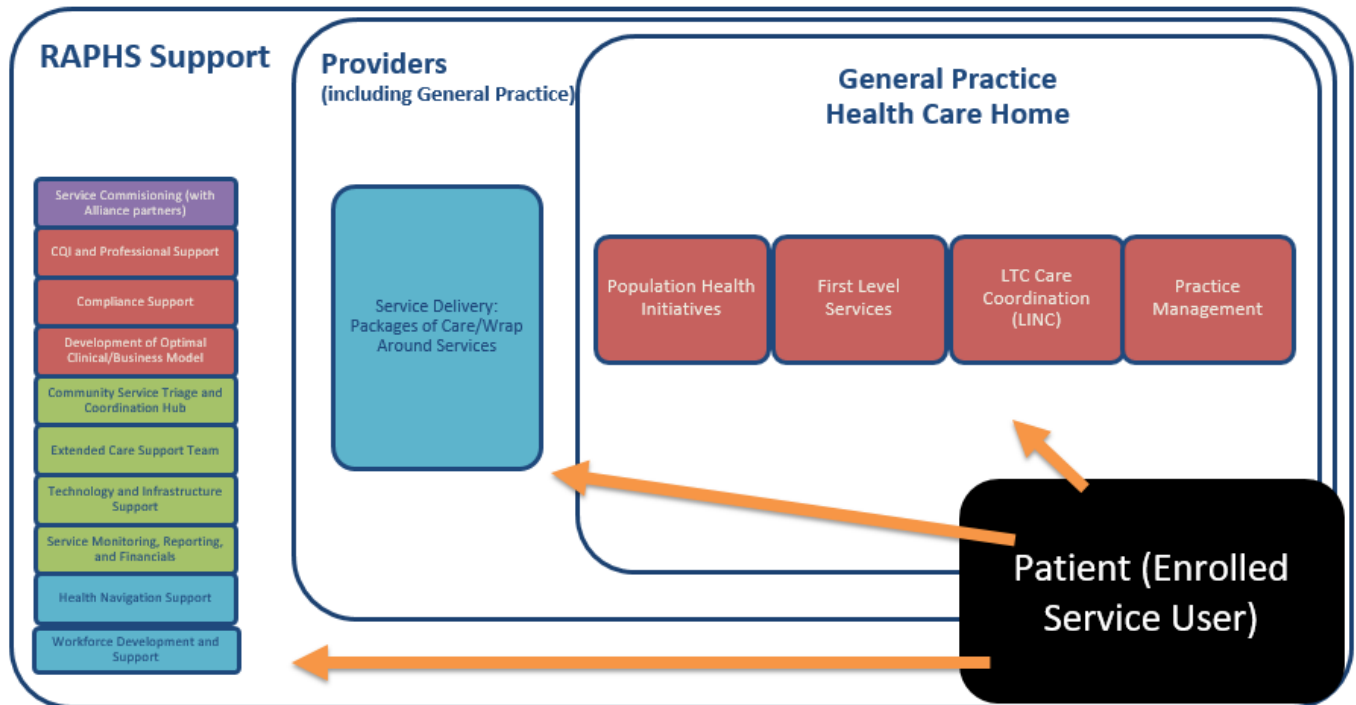 RAPHS Support
Service Commisioning (with
Alliance partners)
CQI and Professional Support
Compliance Support
Development of Optimal
Clinical/Business Model
Community Service Triage and
Coordination Hub
Extended Care Support Team
Technology and Infrastructure
Support
Service Monitoring, Reporting,
and Financials
Health Navigation Support
Workforce Development and
Support
Providers
(including General Practice)
Service Delivery:
Packages of Care/Wrap
Around Services
General Practice
Health Care Home
Population Health
Initiatives
First Level
Services
LTC Care
Coordination
(LINC)
Practice
Management
Patient (Enrolled
Service User)